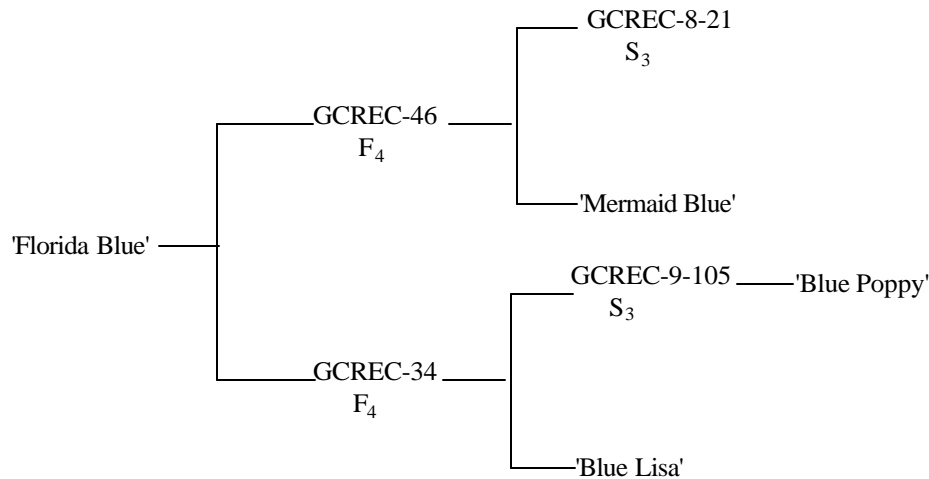 GCREC-8-21
S₃
GCREC-46
F₄
'Mermaid Blue'
'Florida Blue'
GCREC-9-105
'Blue Poppy'
S₃
GCREC-34
F₄
'Blue Lisa'